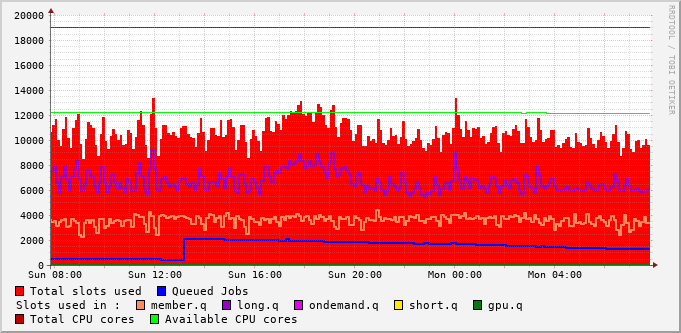 20000
18000
16000
14000
12000
10000
8000
6000
4000
2000
0
Sun 08:00 Sun 12:00 Sun 16:00 Sun 20:00 Mon 00:00 Mon 04:00
Total slots used Queued Jobs
Slots used in : member.q long.q ondemand.q short.q gpu.q
Total CPU cores Available CPU cores
RRDTOOL / TOBI OETIKER